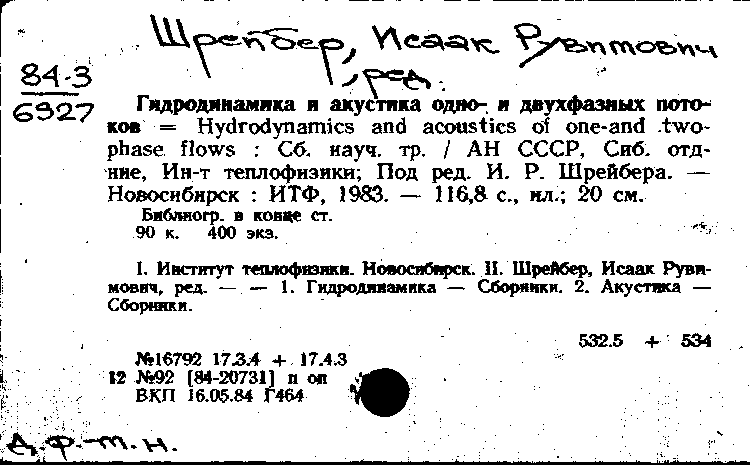 Шрейбер, Исаак Рувимович
, ред.
84-3
6927
Гидродинамика и акустика одно- и двухфазных пото-
ков = Hydrodynamics and acoustics of one-and two-
phase flows : Сб. науч. тр. / АН СССР, Сиб. отд-
ние, Ин-т теплофизики; Под ред. И. Р. Шрейбера. —
Новосибирск : ИТФ, 1983. — 116,8 с., ил.; 20 см.
Библиогр. в конце ст.
90 к. 400 экз.
I. Институт теплофизики. Новосибирск. II. Шрейбер, Исаак Руви-
мович, ред. — — 1. Гидродинамика — Сборники. 2. Акустика —
Сборники.
532.5 + 534
№16792 17.3.4 + 17.4.3
12 №92 [84-20731] п оп
ВКП 16.05.84 Г464
д.ф.-т.н.